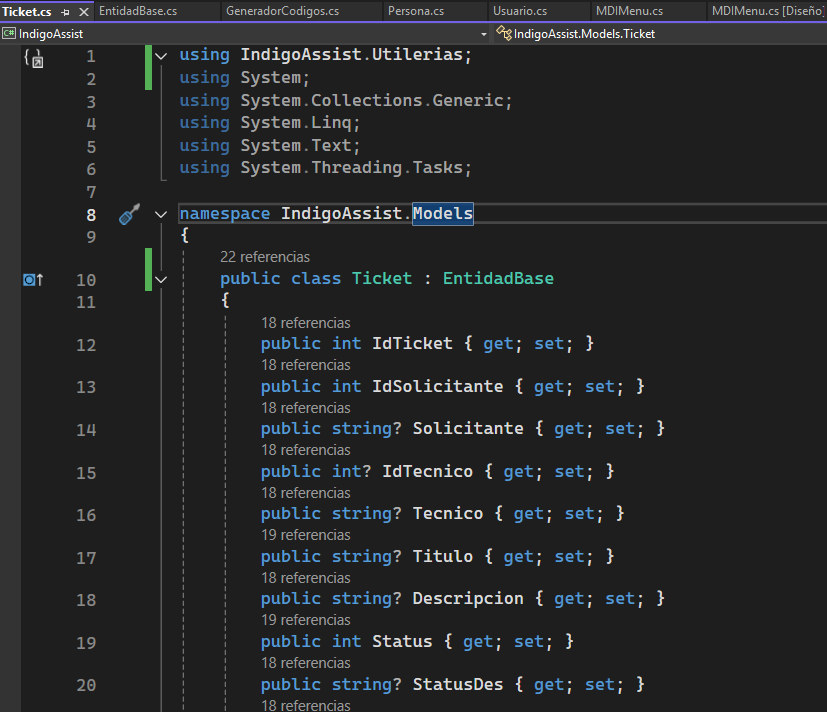 Ticket.cs EntidadBase.cs GeneradorCodigos.cs Persona.cs Usuario.cs MDIMenu.cs MDIMenu.cs [Diseño]
C# IndigoAssist IndigoAssist.Models.Ticket
1 using IndigoAssist.Utilerias;
2 using System;
3 using System.Collections.Generic;
4 using System.Linq;
5 using System.Text;
6 using System.Threading.Tasks;
7
8 namespace IndigoAssist.Models
9 {
22 referencias
10 public class Ticket : EntidadBase
11 {
18 referencias
12 public int IdTicket { get; set; }
18 referencias
13 public int IdSolicitante { get; set; }
18 referencias
14 public string? Solicitante { get; set; }
18 referencias
15 public int? IdTecnico { get; set; }
18 referencias
16 public string? Tecnico { get; set; }
19 referencias
17 public string? Titulo { get; set; }
18 referencias
18 public string? Descripcion { get; set; }
19 referencias
19 public int Status { get; set; }
18 referencias
20 public string? StatusDes { get; set; }
18 referencias